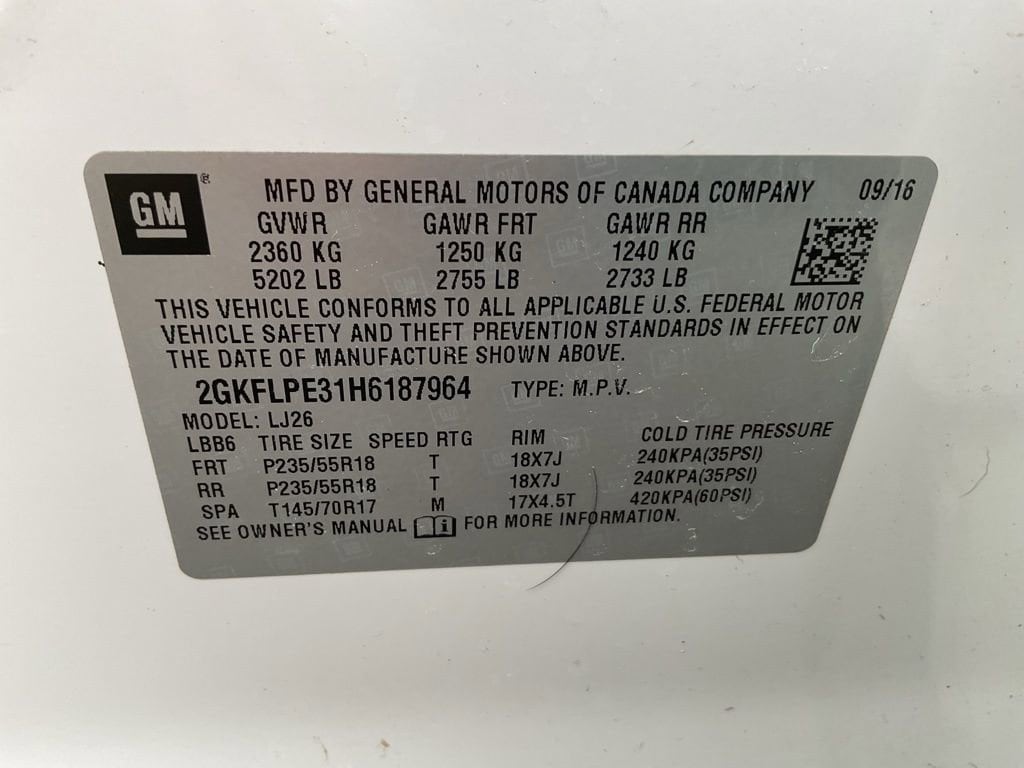 GM ®
MFD BY GENERAL MOTORS OF CANADA COMPANY 09/16
GVWR GAWR FRT GAWR RR
2360 KG 1250 KG 1240 KG
5202 LB 2755 LB 2733 LB
THIS VEHICLE CONFORMS TO ALL APPLICABLE U.S. FEDERAL MOTOR
VEHICLE SAFETY AND THEFT PREVENTION STANDARDS IN EFFECT ON
THE DATE OF MANUFACTURE SHOWN ABOVE.
2GKFLPE31H6187964 TYPE: M.P.V.
MODEL: LJ26
LBB6 TIRE SIZE SPEED RTG RIM COLD TIRE PRESSURE
FRT P235/55R18 T 18X7J 240KPA(35PSI)
RR P235/55R18 T 18X7J 240KPA(35PSI)
SPA T145/70R17 M 17X4.5T 420KPA(60PSI)
SEE OWNER'S MANUAL i FOR MORE INFORMATION.